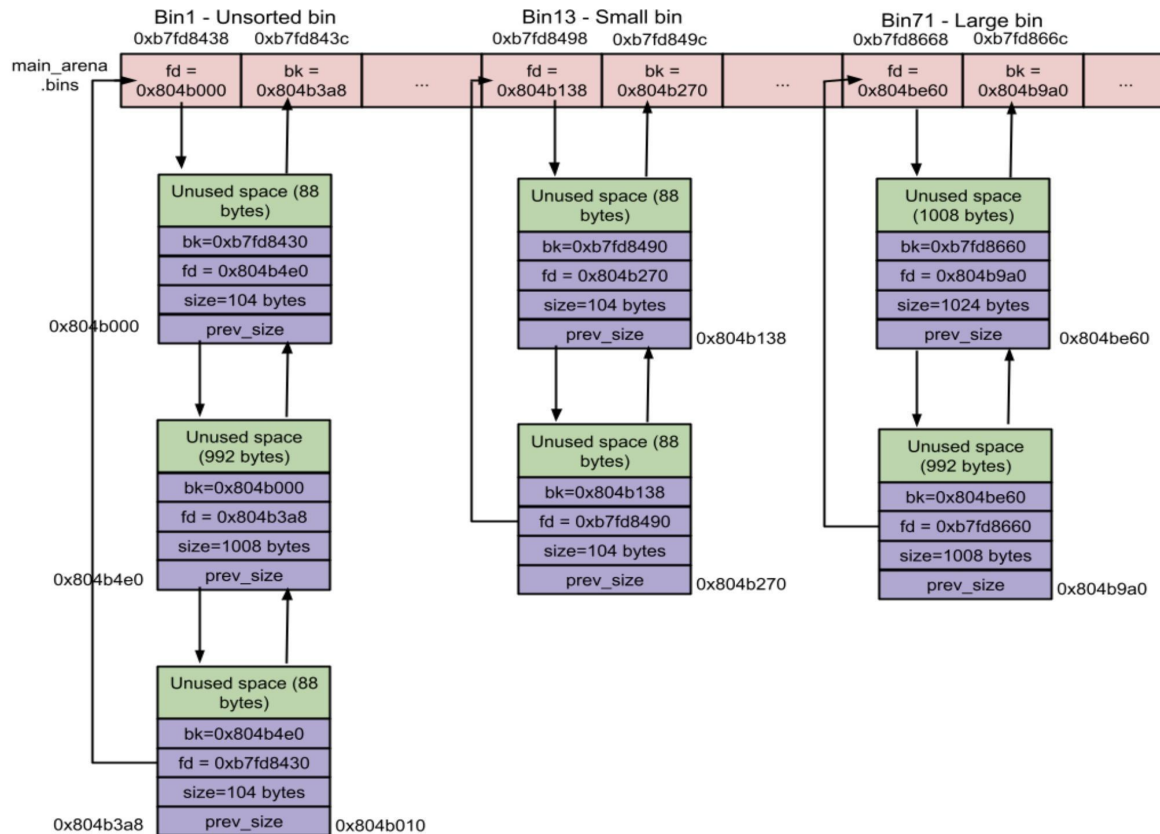 Bin1 - Unsorted bin
0xb7fd8438 0xb7fd843c
Bin13 - Small bin
0xb7fd8498 0xb7fd849c
Bin71 - Large bin
0xb7fd8668 0xb7fd866c
main_arena
.bins
fd =
0x804b000
bk =
0x804b3a8
...
fd =
0x804b138
bk =
0x804b270
...
fd =
0x804be60
bk =
0x804b9a0
...
Unused space (88
bytes)
bk=0xb7fd8430
fd = 0x804b4e0
size=104 bytes
prev_size
0x804b000
Unused space (88
bytes)
bk=0xb7fd8490
fd = 0x804b270
size=104 bytes
prev_size
0x804b138
Unused space
(1008 bytes)
bk=0xb7fd8660
fd = 0x804b9a0
size=1024 bytes
prev_size
0x804be60
Unused space
(992 bytes)
bk=0x804b000
fd = 0x804b3a8
size=1008 bytes
prev_size
0x804b4e0
Unused space (88
bytes)
bk=0x804b138
fd = 0xb7fd8490
size=104 bytes
prev_size
0x804b270
Unused space
(992 bytes)
bk=0x804be60
fd = 0xb7fd8660
size=1008 bytes
prev_size
0x804b9a0
Unused space (88
bytes)
bk=0x804b4e0
fd = 0xb7fd8430
size=104 bytes
prev_size
0x804b3a8
0x804b010